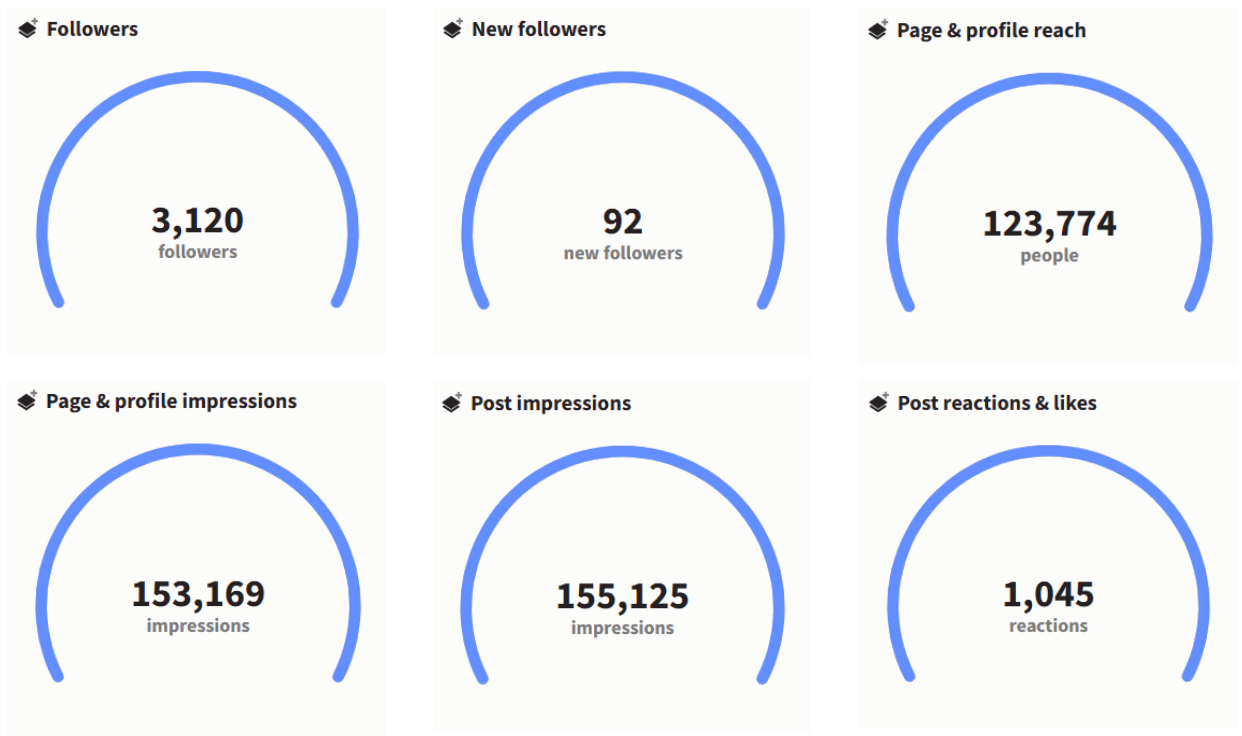 Followers
3,120
followers
New followers
92
new followers
Page & profile reach
123,774
people
Page & profile impressions
153,169
impressions
Post impressions
155,125
impressions
Post reactions & likes
1,045
reactions